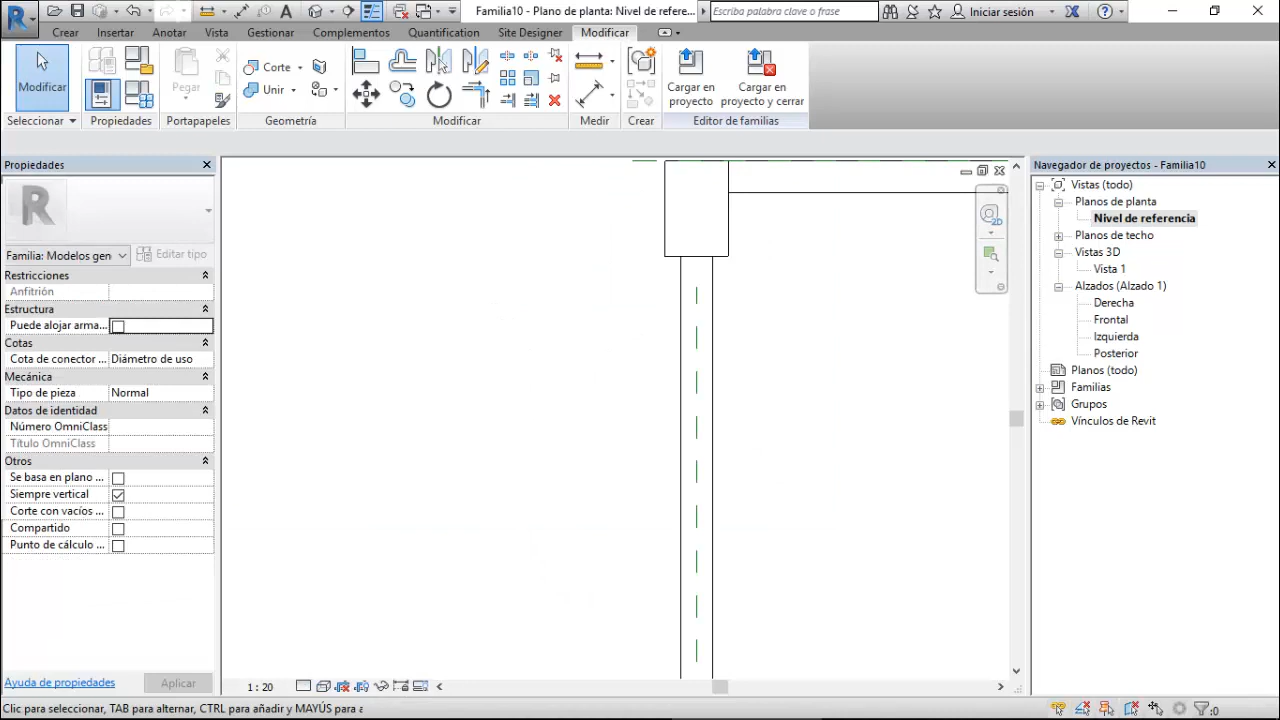 Familia10 - Plano de planta: Nivel de refere...
Escriba palabra clave o frase
Iniciar sesión
Crear
Insertar
Anotar
Vista
Gestionar
Complementos
Quantification
Site Designer
Modificar
Modificar
Pegar
Corte
Unir
Cargar en
proyecto
Cargar en
proyecto y cerrar
Seleccionar
Propiedades
Portapapeles
Geometría
Modificar
Medir
Crear
Editor de familias
Propiedades
Familia: Modelos gen
Editar tipo
Restricciones
Anfitrión
Estructura
Puede alojar arma...
Cotas
Cota de conector ... Diámetro de uso
Mecánica
Tipo de pieza Normal
Datos de identidad
Número OmniClass
Título OmniClass
Otros
Se basa en plano ...
Siempre vertical
Corte con vacíos ...
Compartido
Punto de cálculo ...
Ayuda de propiedades
Aplicar
2D
1 : 20
Navegador de proyectos - Familia10
Vistas (todo)
Planos de planta
Nivel de referencia
Planos de techo
Vistas 3D
Vista 1
Alzados (Alzado 1)
Derecha
Frontal
Izquierda
Posterior
Planos (todo)
Familias
Grupos
Vínculos de Revit
Clic para seleccionar, TAB para alternar, CTRL para añadir y MAYÚS para a
:0